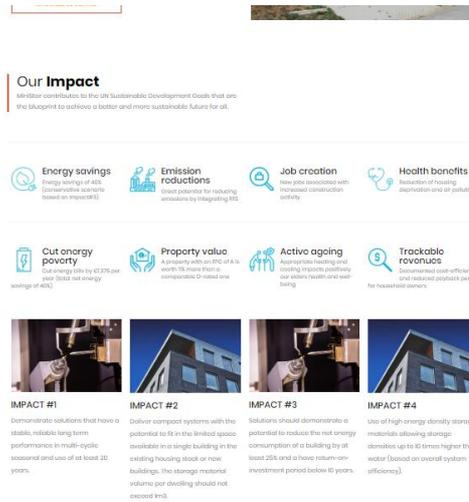 Our Impact
MiniStor contributes to the UN Sustainable Development Goals that are
the blueprint to achieve a better and more sustainable future for all.
Energy savings
Energy savings of 40%
(conservative scenario
based on Impact#3)
Emission
reductions
Great potential for reducing
emissions by integrating RES
Job creation
New jobs associated with
increased construction
activity
Health benefits
Reduction of housing
deprivation and air
Cut energy
poverty
Cut energy bills by €1,375 per
year (total net energy
savings of 40%)
Property value
A property with an EPC of A is
worth 11% more than a
comparable D-rated one
Active ageing
Appropriate heating and
cooling impacts positively
our elders health and well-
being
Trackable
revenues
Documented
and reduced payback
for household owners
IMPACT #1
Demonstrate solutions that have a
stable, reliable long term
performance in multi-cyclic
seasonal and use of at least 20
years.
IMPACT #2
Deliver compact systems with the
potential to fit in the limited space
available in a single building in the
existing housing stock or new
buildings. The storage material
volume per dwelling should not
exceed 1m3.
IMPACT #3
Solutions should demonstrate a
potential to reduce the net energy
consumption of a building by at
least 25% and a have return-on-
investment period below 10 years.
IMPACT #4
Use of high energy density
materials allowing storage
densities up to 10 times higher
water (based on overall system
efficiency).